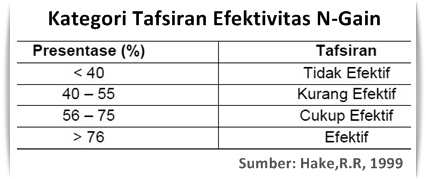 Kategori Tafsiran Efektivitas N-Gain
Presentase (%) Tafsiran
< 40 Tidak Efektif
40 – 55 Kurang Efektif
56 – 75 Cukup Efektif
> 76 Efektif
Sumber: Hake,R.R, 1999